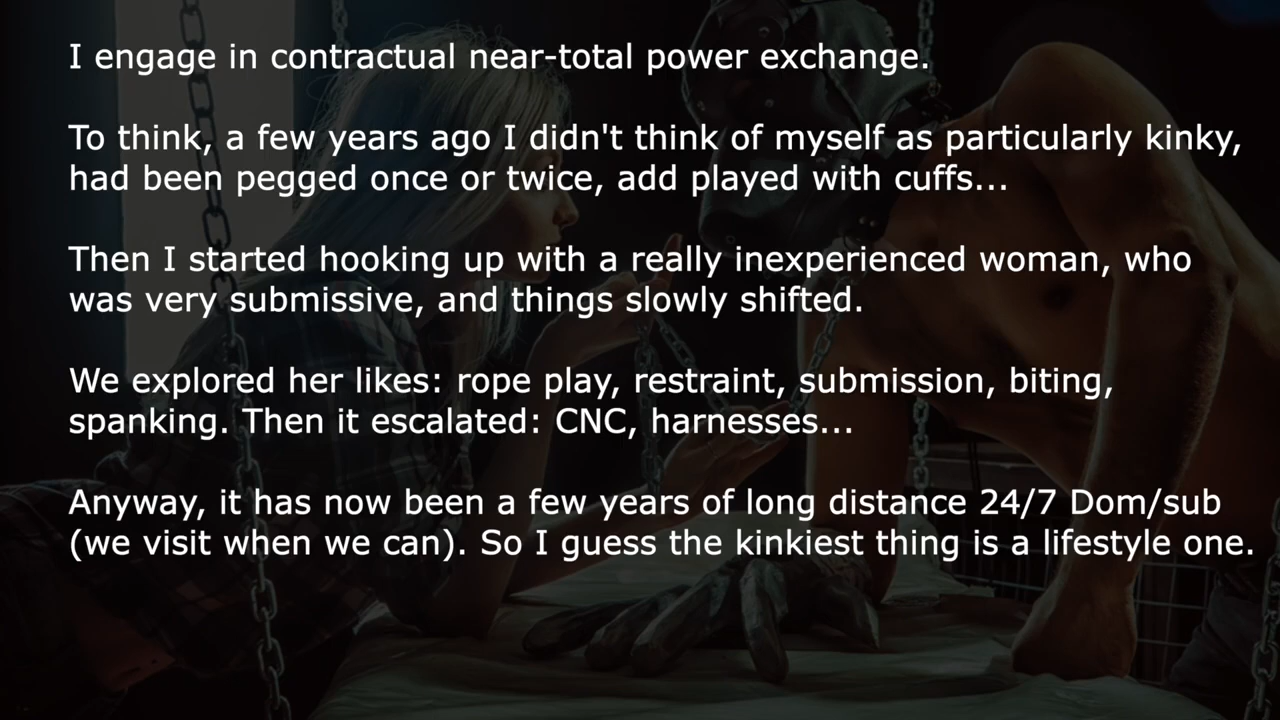 I engage in contractual near-total power exchange.
To think, a few years ago I didn't think of myself as particularly kinky,
had been pegged once or twice, add played with cuffs...
Then I started hooking up with a really inexperienced woman, who
was very submissive, and things slowly shifted.
We explored her likes: rope play, restraint, submission, biting,
spanking. Then it escalated: CNC, harnesses...
Anyway, it has now been a few years of long distance 24/7 Dom/sub
(we visit when we can). So I guess the kinkiest thing is a lifestyle one.